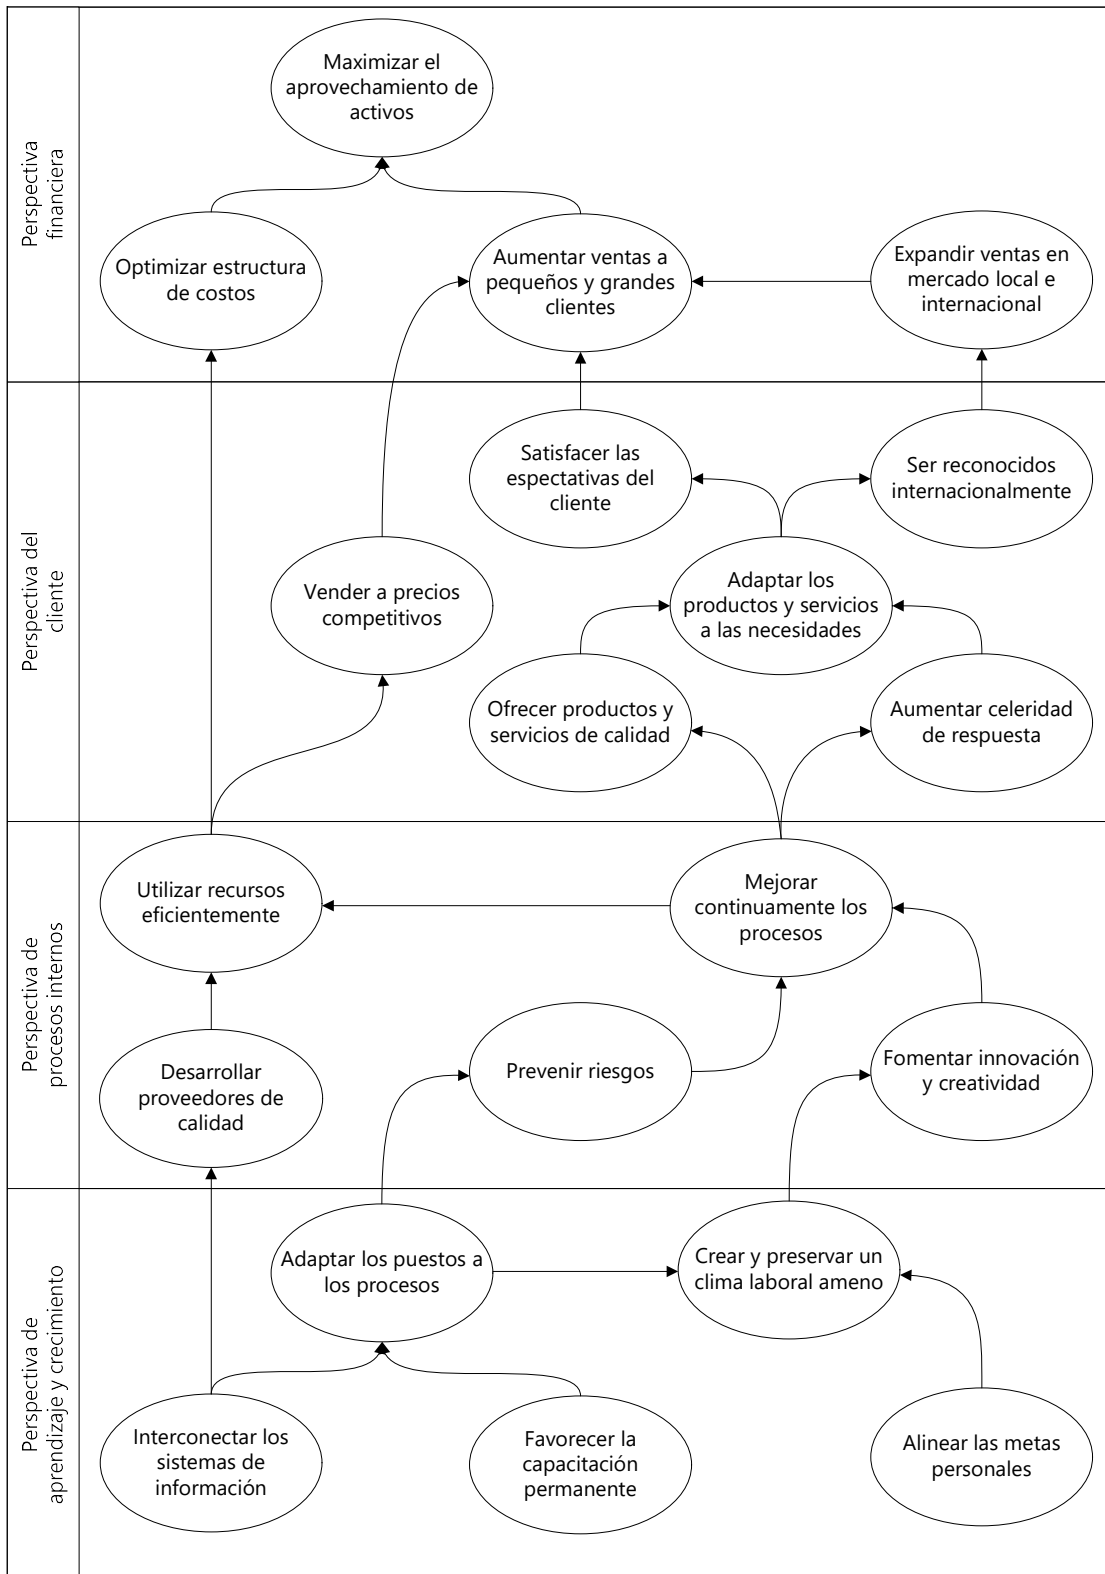 Perspectiva
financiera
Maximizar el
aprovechamiento de
activos
Optimizar estructura
de costos
Aumentar ventas a
pequeños y grandes
clientes
Expandir ventas en
mercado local e
internacional
Perspectiva del
cliente
Satisfacer las
espectativas del
cliente
Ser reconocidos
internacionalmente
Vender a precios
competitivos
Adaptar los
productos y servicios
a las necesidades
Ofrecer productos y
servicios de calidad
Aumentar celeridad
de respuesta
Perspectiva de
procesos internos
Utilizar recursos
eficientemente
Mejorar
continuamente los
procesos
Desarrollar
proveedores de
calidad
Prevenir riesgos
Fomentar innovación
y creatividad
Perspectiva de
aprendizaje y crecimiento
Adaptar los puestos a
los procesos
Crear y preservar un
clima laboral ameno
Interconectar los
sistemas de
información
Favorecer la
capacitación
permanente
Alinear las metas
personales